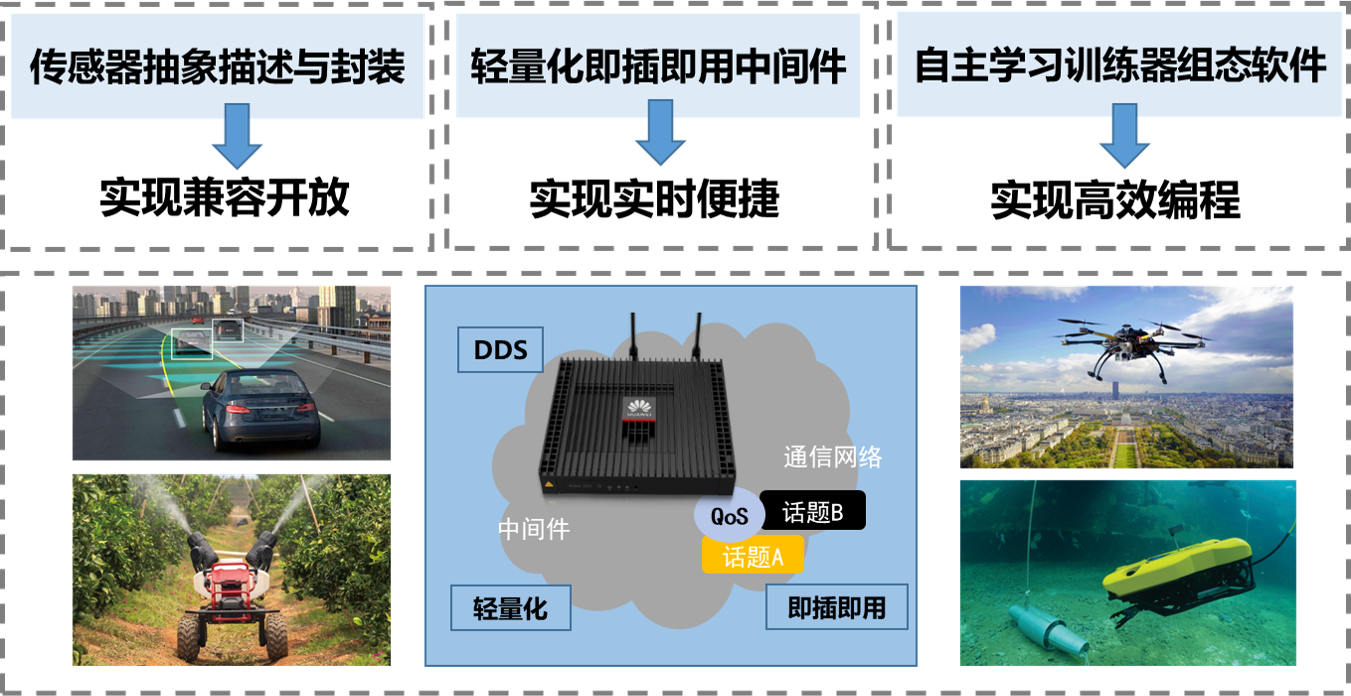 传感器抽象描述与封装
实现兼容开放
轻量化即插即用中间件
实现实时便捷
自主学习训练器组态软件
实现高效编程
DDS
HUAWEI
通信网络
QoS
话题B
中间件
话题A
轻量化
即插即用